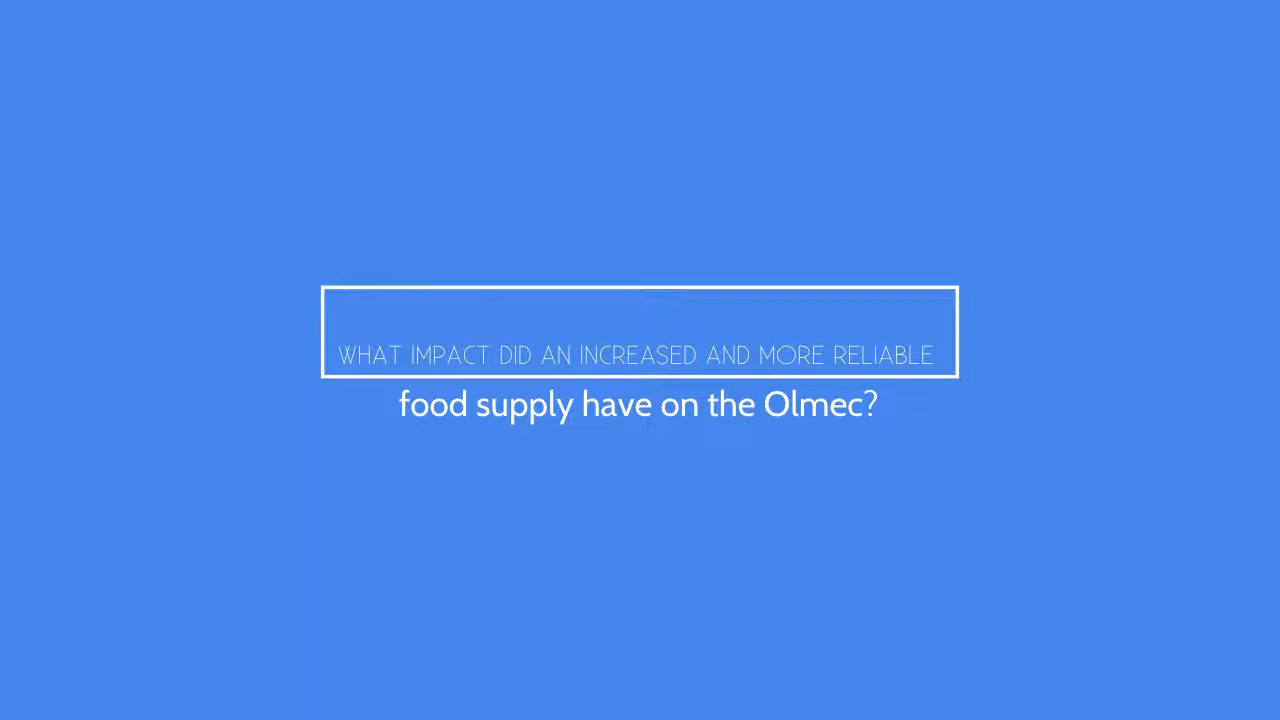 WHAT IMPACT DID AN INCREASED AND MORE RELIABLE
food supply have on the Olmec?